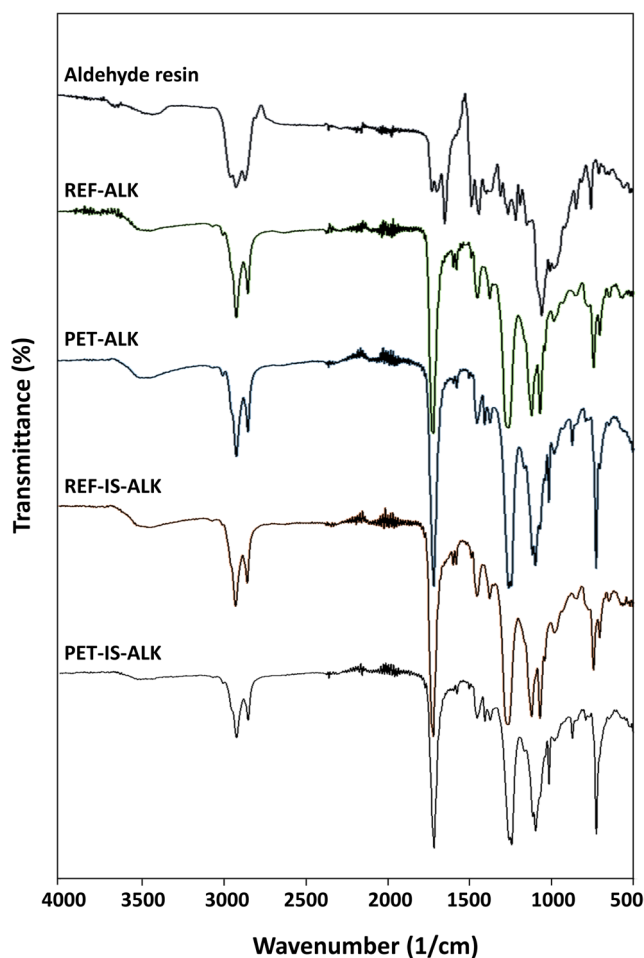 Aldehyde resin
REF-ALK
PET-ALK
REF-IS-ALK
PET-IS-ALK
Transmittance (%)
4000 3500 3000 2500 2000 1500 1000 500
Wavenumber (1/cm)